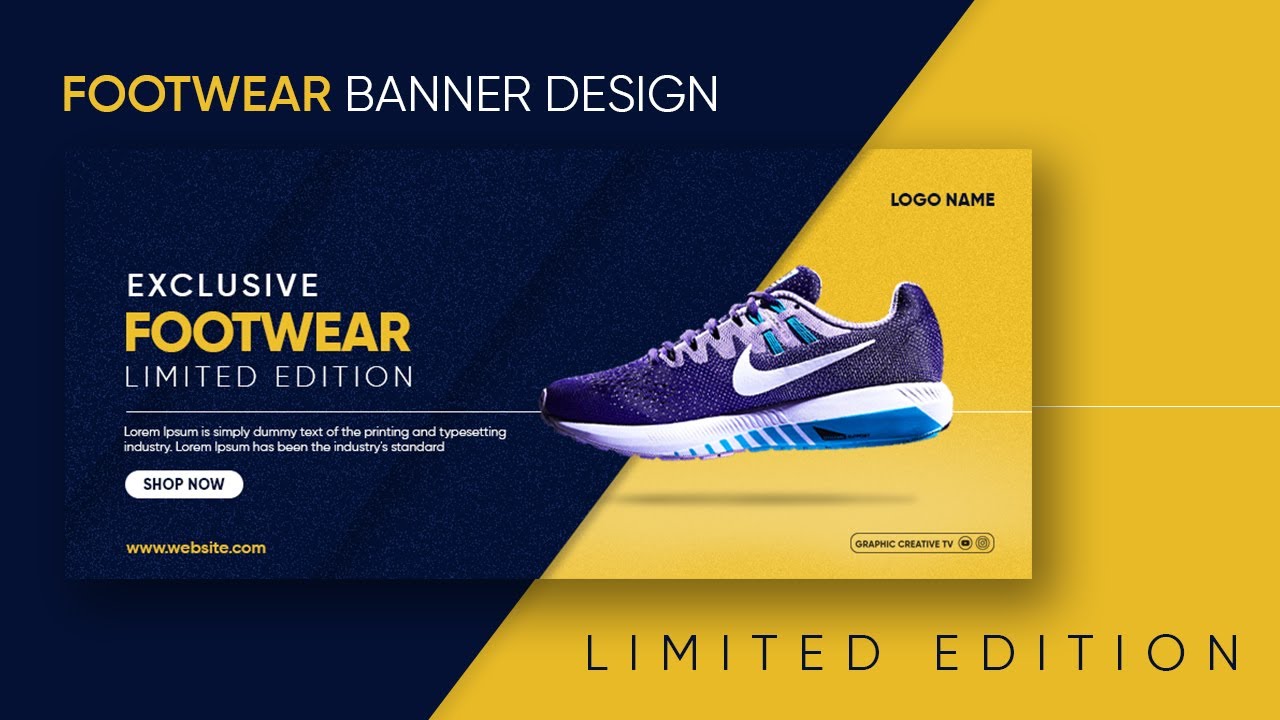 FOOTWEAR BANNER DESIGN
LOGO NAME
EXCLUSIVE
FOOTWEAR
LIMITED EDITION
Lorem Ipsum is simply dummy text of the printing and typesetting
industry. Lorem Ipsum has been the industry's standard
SHOP NOW
www.website.com
GRAPHIC CREATIVE TV
LIMITED EDITION